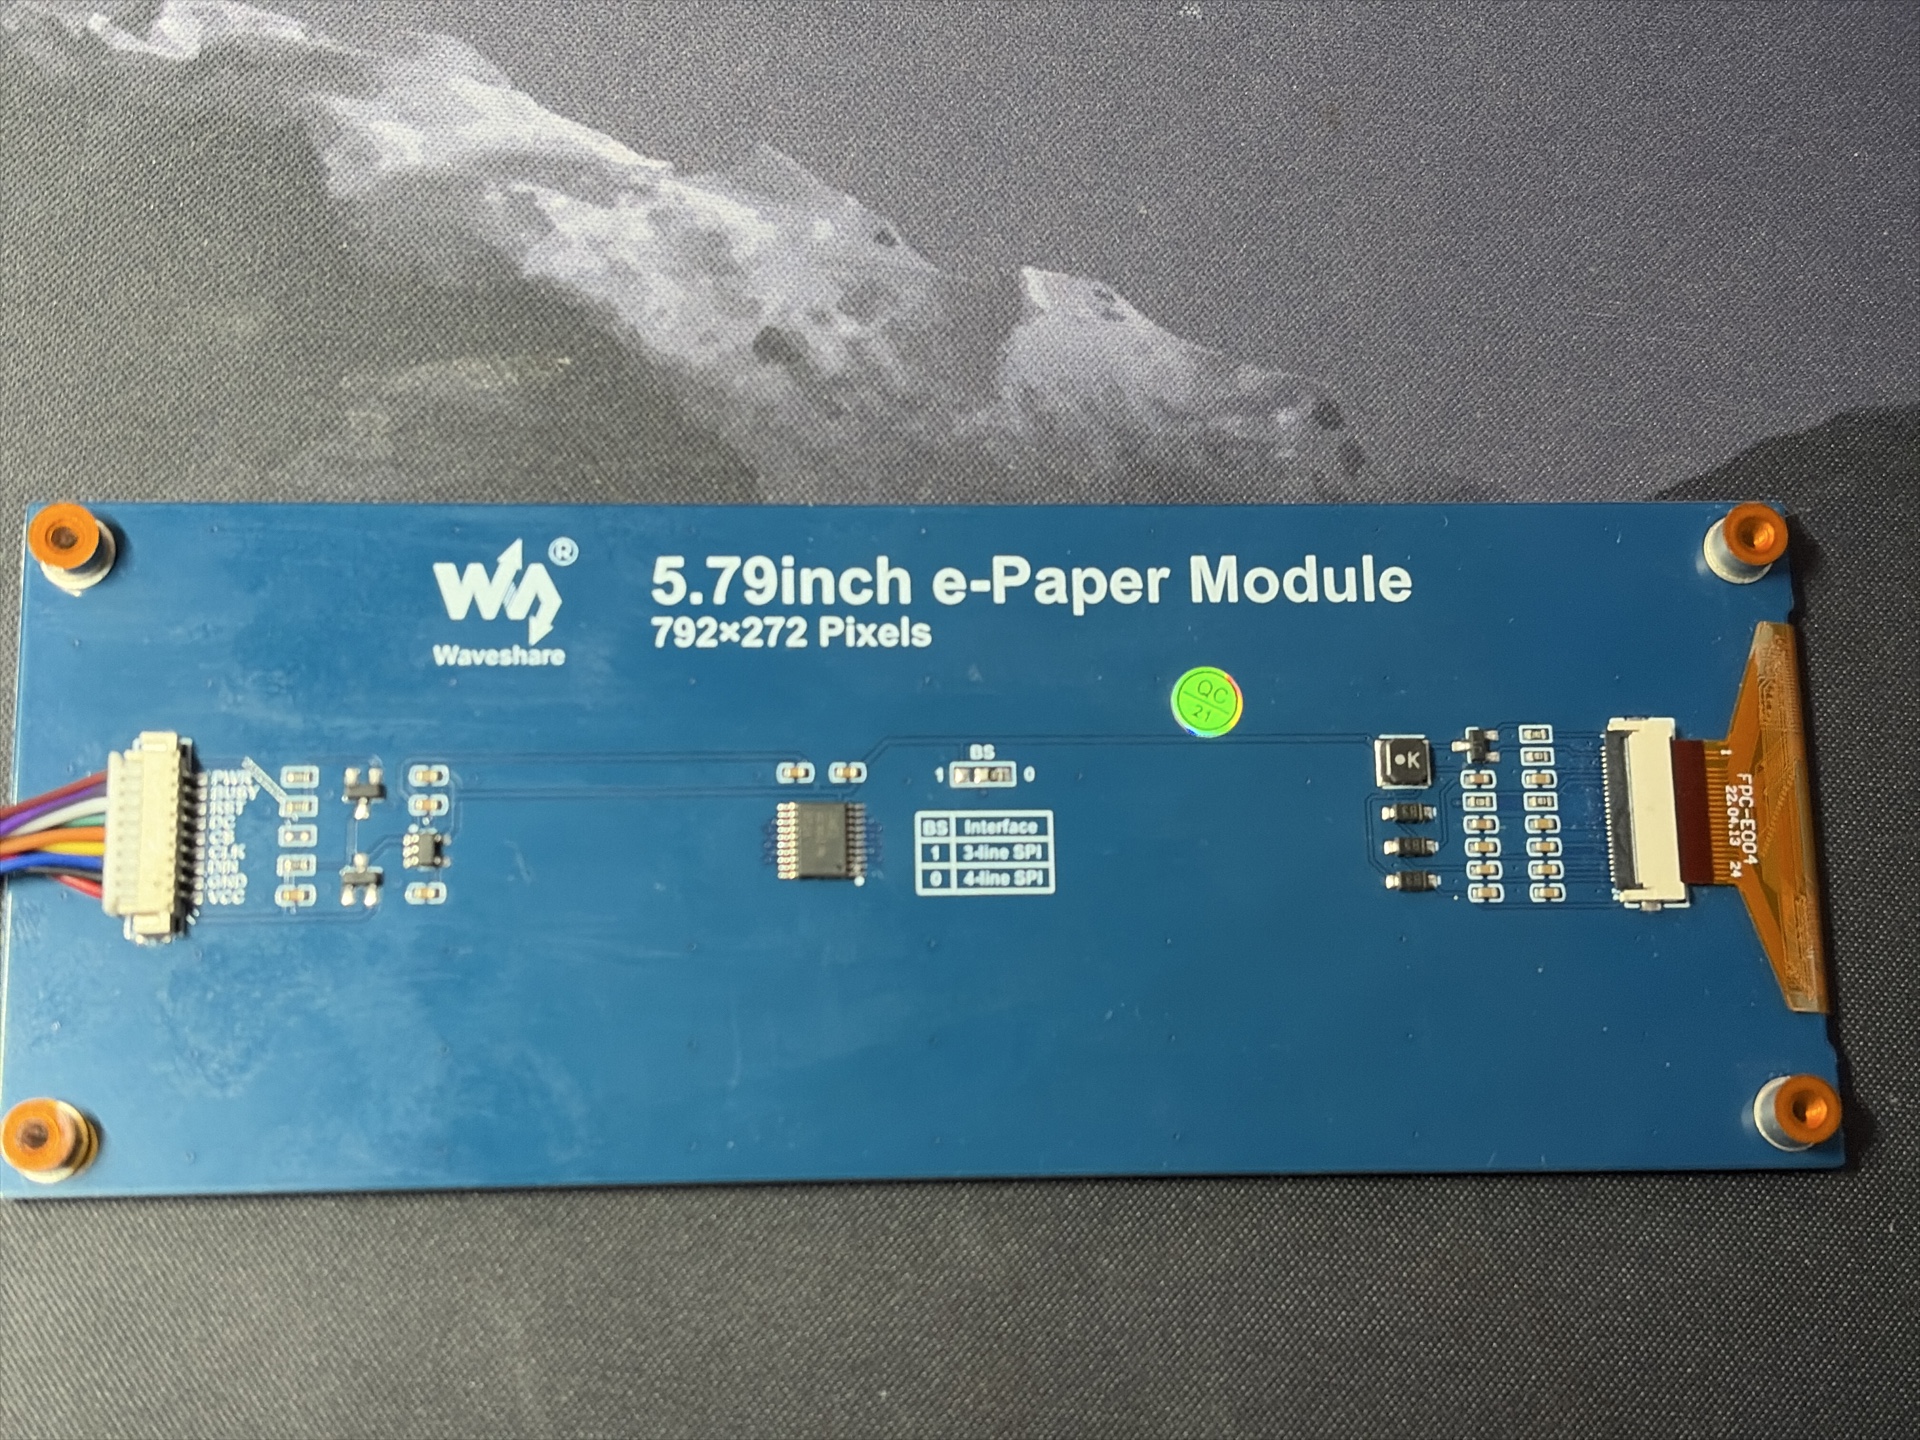 WA ®
Waveshare
5.79inch e-Paper Module
792×272 Pixels
QC
21
BS
1 0
BS Interface
1 3-line SPI
0 4-line SPI
PWR
BUSY
RST
DC
CS
CLK
DIN
GND
VCC
K
1
FPC-E004
22.04.13 24